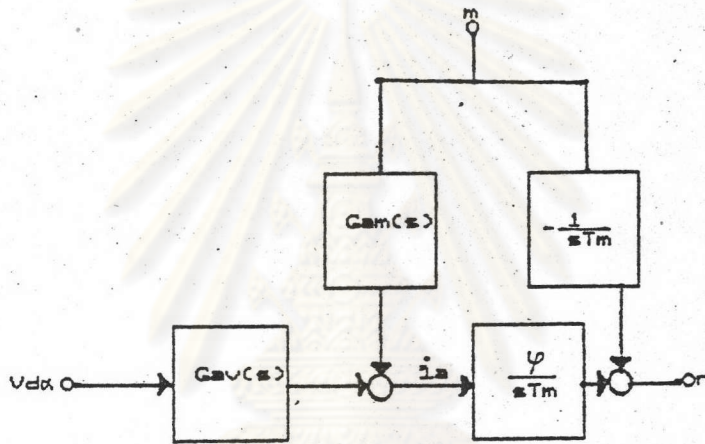 m
Gam(s)
-1/sTm
Vdα
Gav(s)
ia
φ/sTm
n